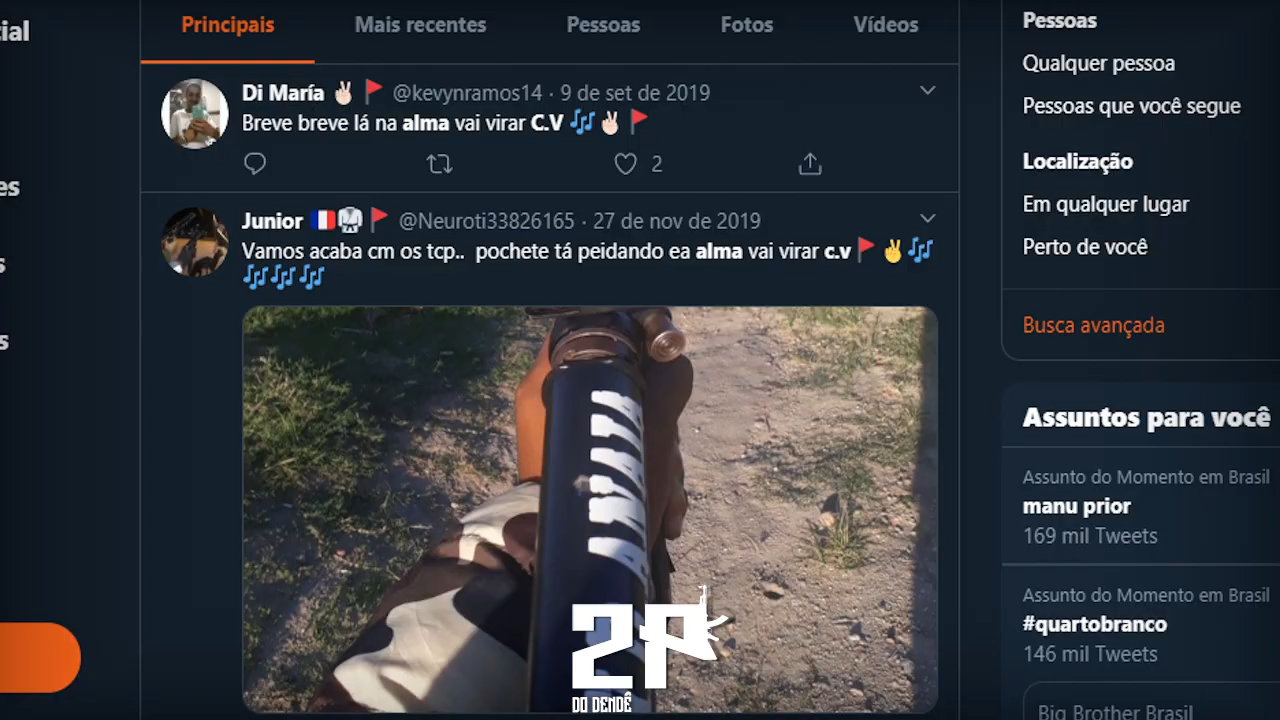 ial
es
s
s
Principais
Mais recentes
Pessoas
Fotos
Vídeos
Di María ✌🏻 🚩 @kevynramos14 · 9 de set de 2019
Breve breve lá na alma vai virar C.V 🎶✌🏻🚩
2
Junior 🇫🇷🥋🚩 @Neuroti33826165 · 27 de nov de 2019
Vamos acaba cm os tcp.. pochete tá peidando ea alma vai virar c.v🚩✌️🎶
🎶🎶🎶
2P
DO DENDÊ
Pessoas
Qualquer pessoa
Pessoas que você segue
Localização
Em qualquer lugar
Perto de você
Busca avançada
Assuntos para você
Assunto do Momento em Brasil
manu prior
169 mil Tweets
Assunto do Momento em Brasil
#quartobranco
146 mil Tweets
Big Brother Brasil